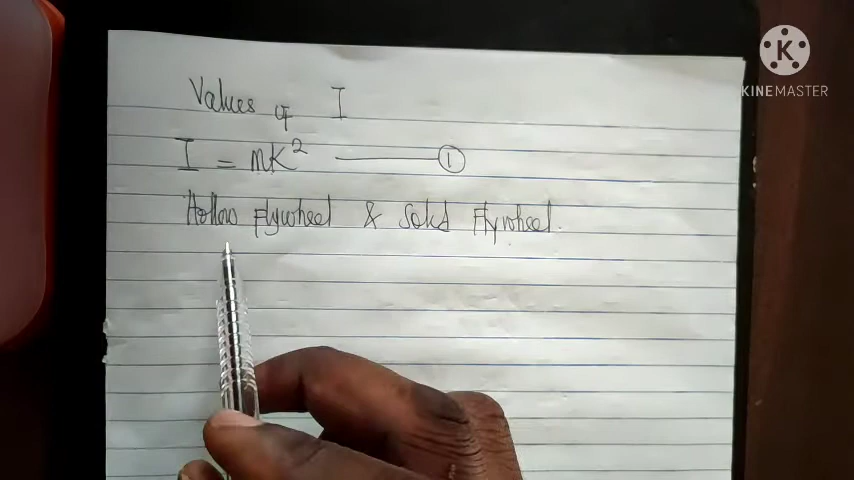 Values of I
I = mK² ——— ①
Hollow Flywheel & Solid Flywheel.
K
KINEMASTER